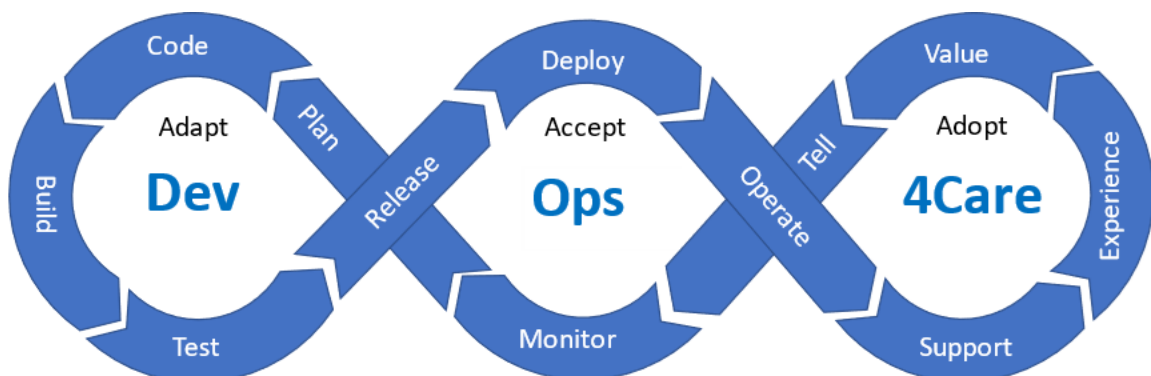 Code
Plan
Adapt
Dev
Build
Test
Release
Deploy
Accept
Ops
Monitor
Operate
Tell
Value
Adopt
4Care
Experience
Support